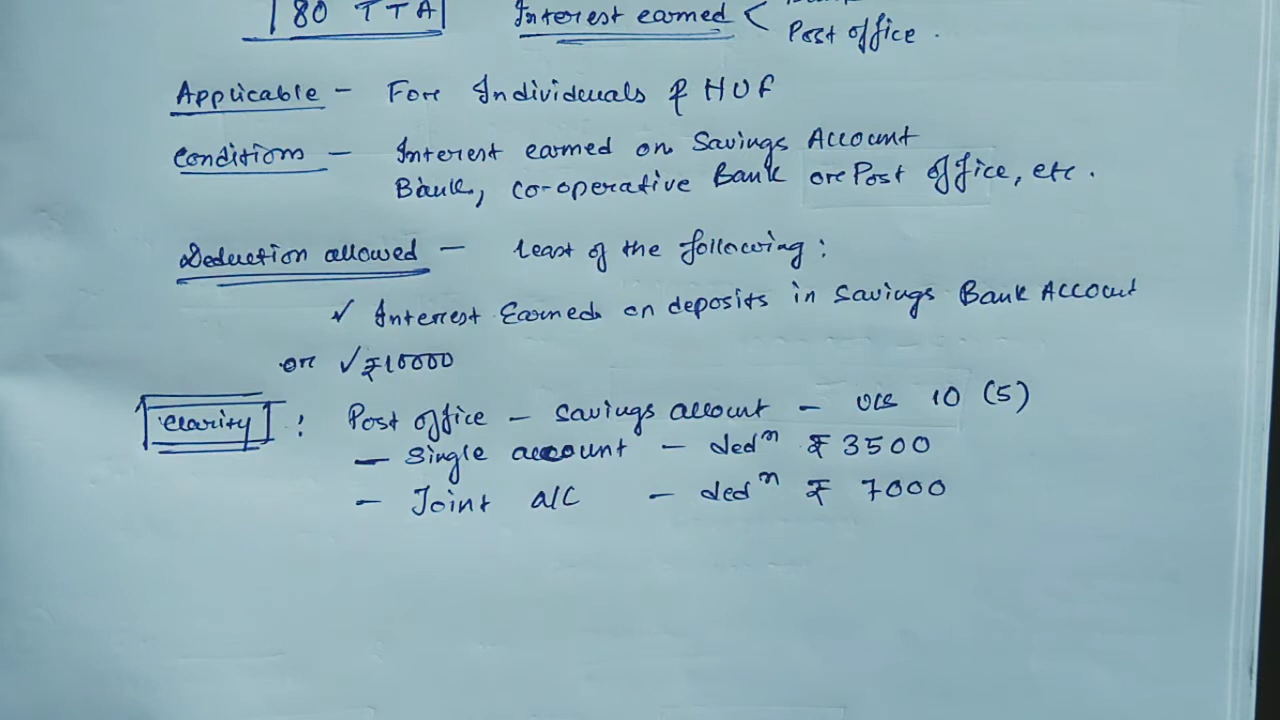 80 TTA Interest earned <
Post office.
Applicable - For Individuals & HUF
Conditions - Interest earned on Savings Account
Bank, co-operative Bank or Post office, etc.
Deduction allowed - least of the following:
✓ Interest Earned on deposits in Savings Bank Account
or ✓ ₹10000
Clarity : Post office - Savings account - u/s 10 (5)
- Single account - dedⁿ ₹ 3500
- Joint a/c - dedⁿ ₹ 7000